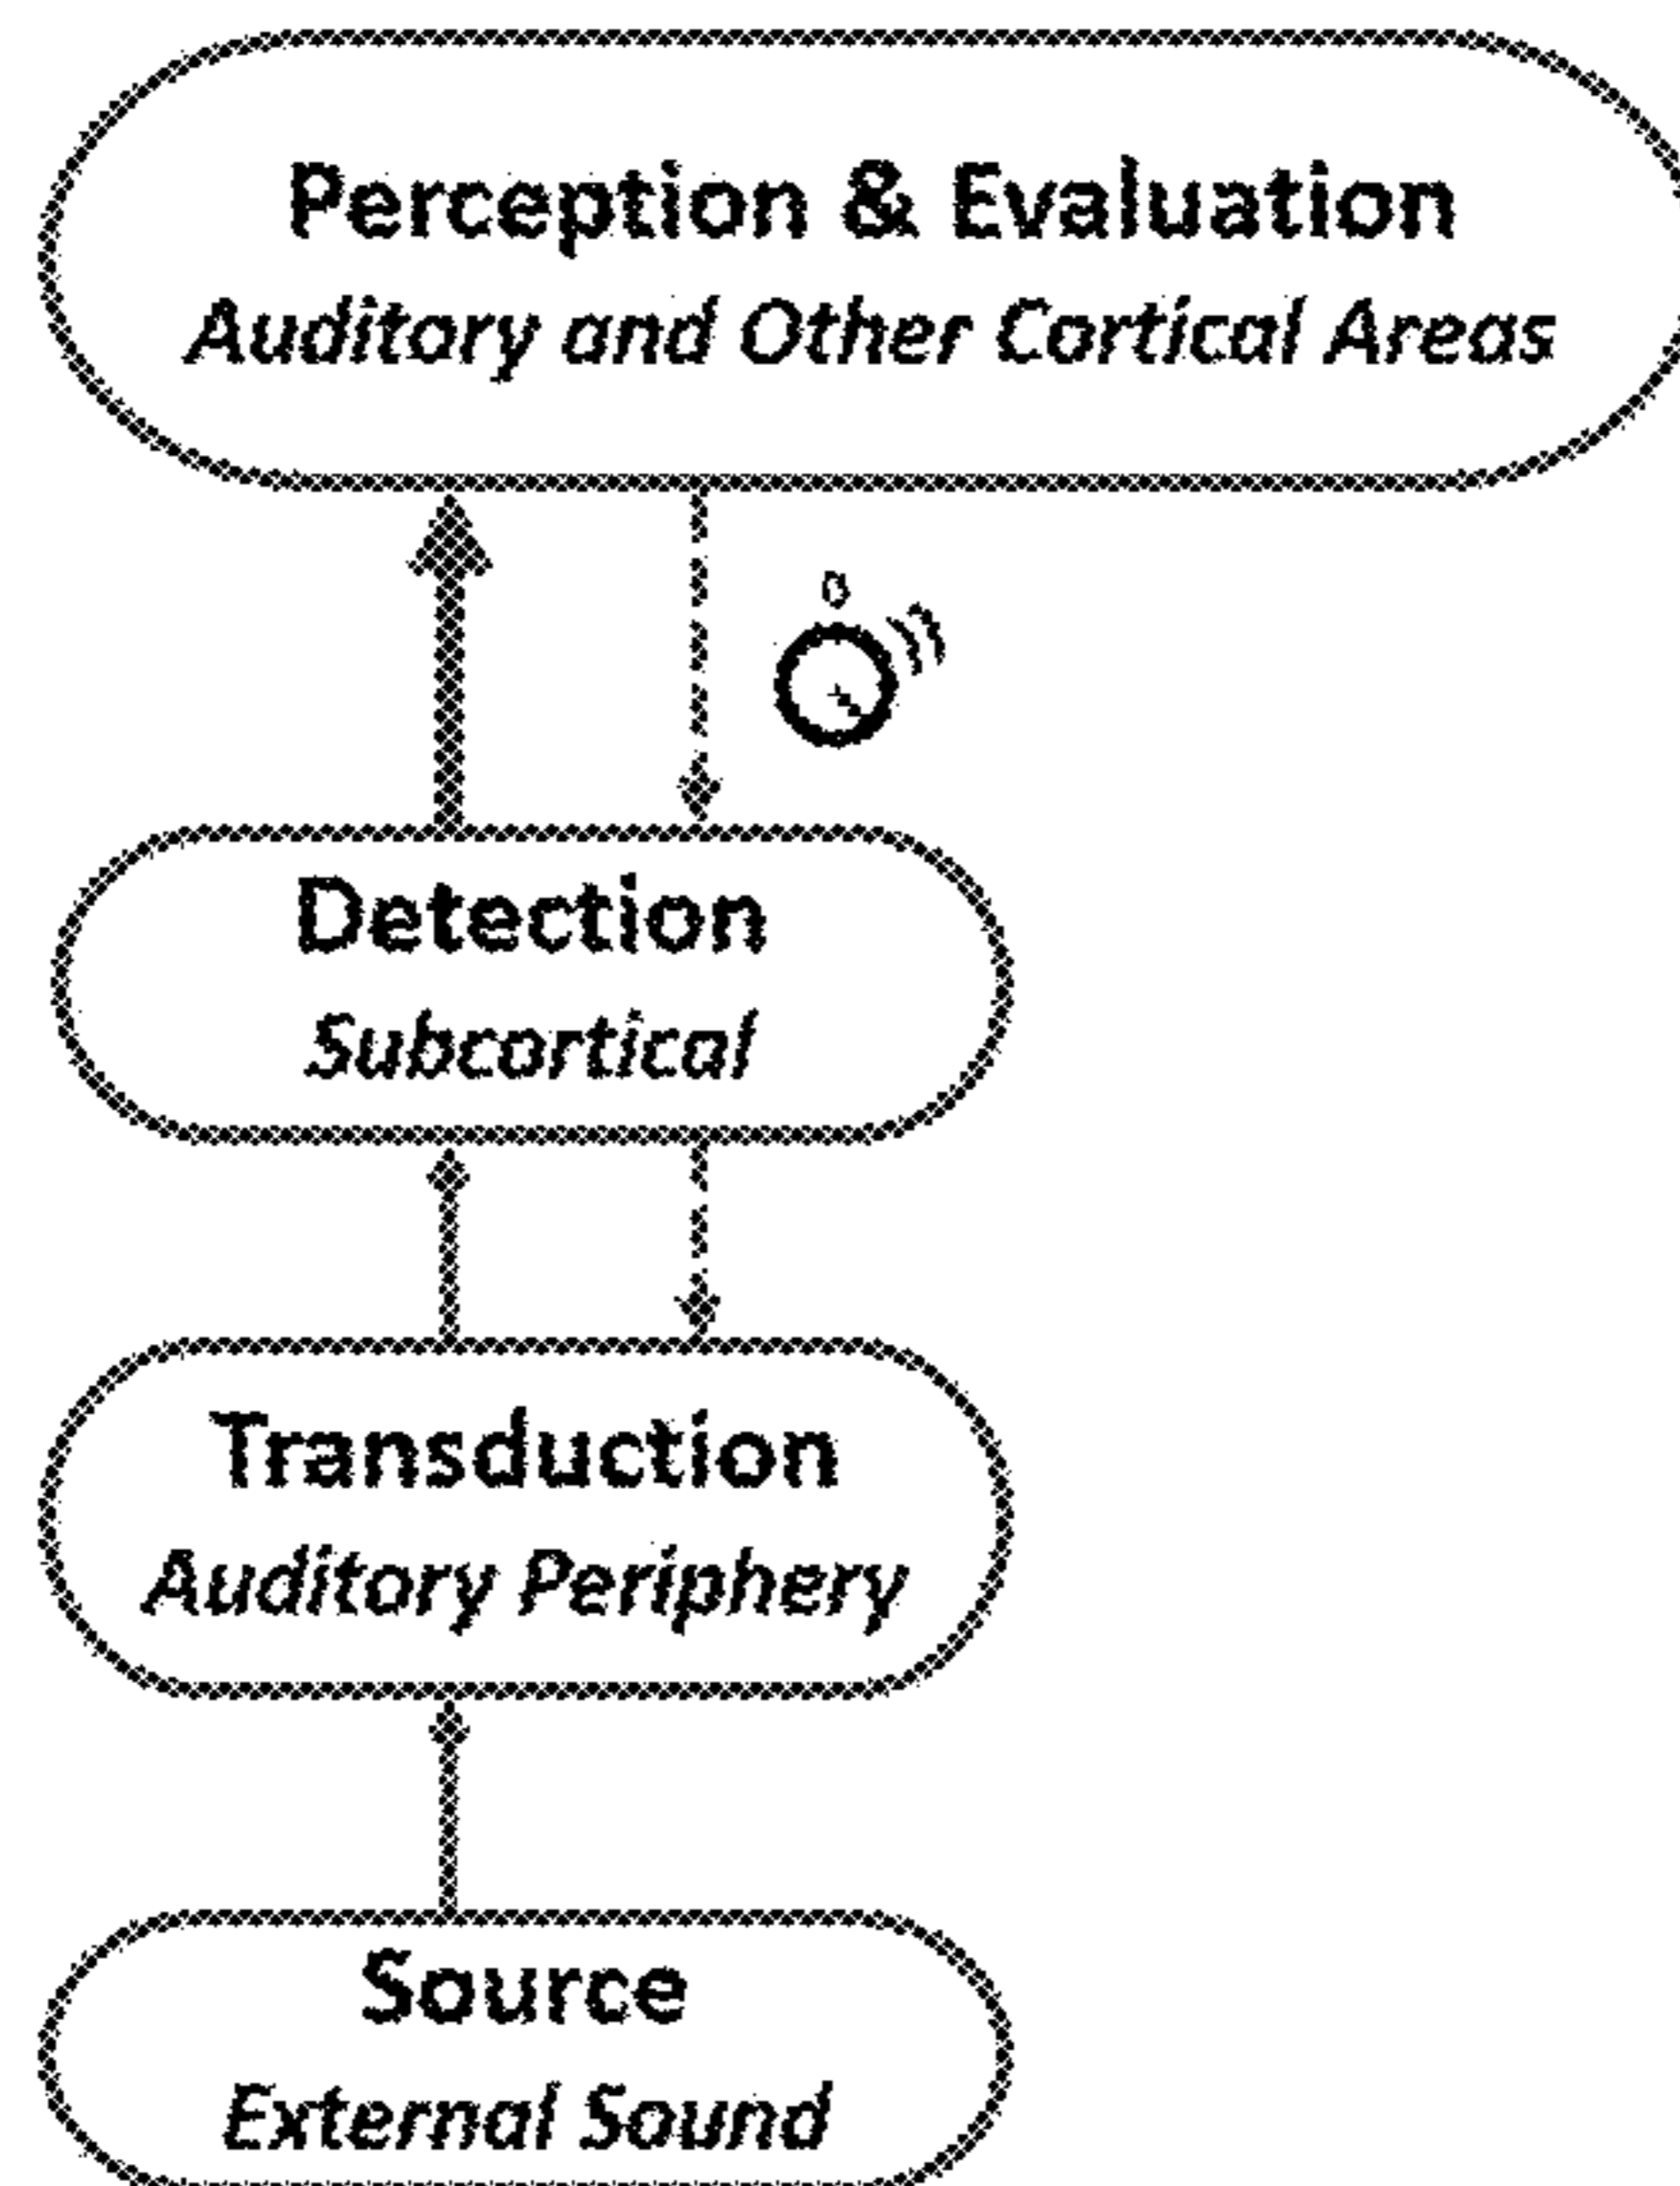 Perception & Evaluation
Auditory and Other Cortical Areas
Detection
Subcortical
Transduction
Auditory Periphery
Source
External Sound